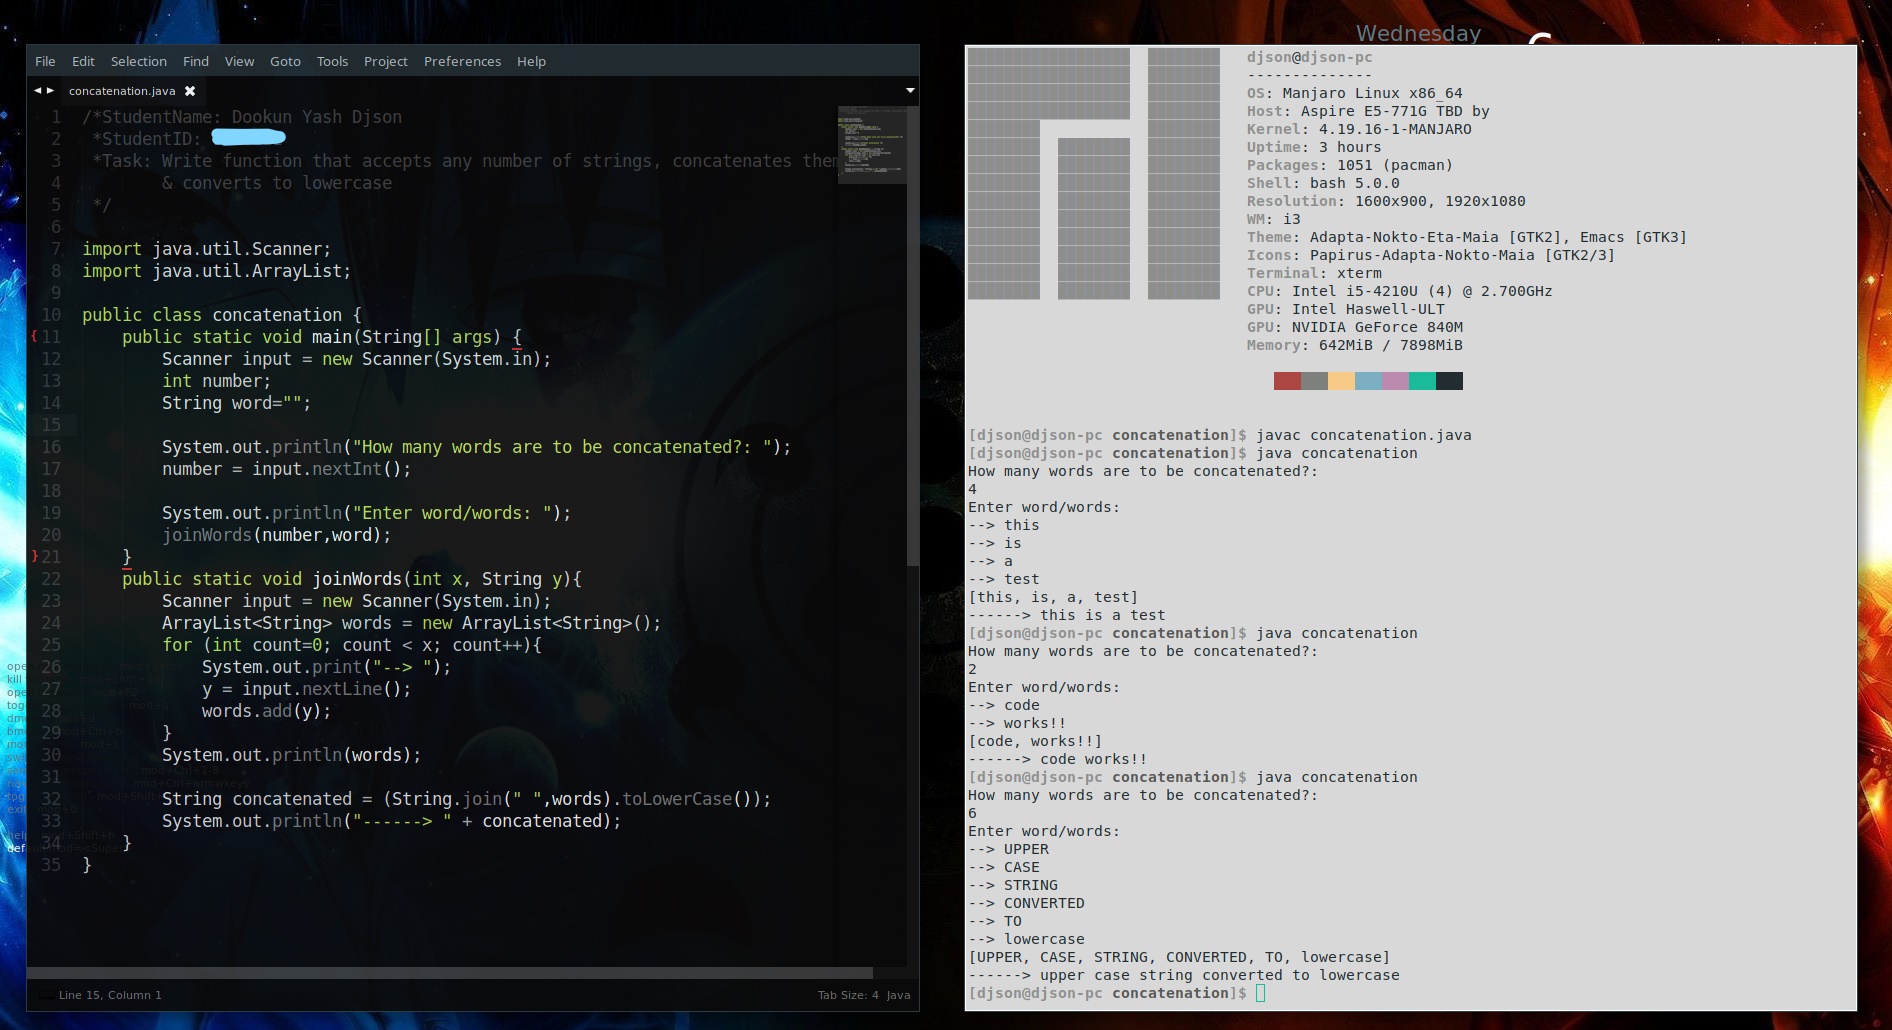 Wednesday
File Edit Selection Find View Goto Tools Project Preferences Help
concatenation.java
1 /*StudentName: Dookun Yash Djson
2  *StudentID:
3  *Task: Write function that accepts any number of strings, concatenates them
4         & converts to lowercase
5  */
6
7 import java.util.Scanner;
8 import java.util.ArrayList;
9
10 public class concatenation {
11     public static void main(String[] args) {
12         Scanner input = new Scanner(System.in);
13         int number;
14         String word="";
15
16         System.out.println("How many words are to be concatenated?: ");
17         number = input.nextInt();
18
19         System.out.println("Enter word/words: ");
20         joinWords(number,word);
21     }
22     public static void joinWords(int x, String y){
23         Scanner input = new Scanner(System.in);
24         ArrayList<String> words = new ArrayList<String>();
25         for (int count=0; count < x; count++){
26             System.out.print("--> ");
27             y = input.nextLine();
28             words.add(y);
29         }
30         System.out.println(words);
31
32         String concatenated = (String.join(" ",words).toLowerCase());
33         System.out.println("------> " + concatenated);
34     }
35 }
Line 15, Column 1
Tab Size: 4 Java
djson@djson-pc
--------------
OS: Manjaro Linux x86_64
Host: Aspire E5-771G TBD by
Kernel: 4.19.16-1-MANJARO
Uptime: 3 hours
Packages: 1051 (pacman)
Shell: bash 5.0.0
Resolution: 1600x900, 1920x1080
WM: i3
Theme: Adapta-Nokto-Eta-Maia [GTK2], Emacs [GTK3]
Icons: Papirus-Adapta-Nokto-Maia [GTK2/3]
Terminal: xterm
CPU: Intel i5-4210U (4) @ 2.700GHz
GPU: Intel Haswell-ULT
GPU: NVIDIA GeForce 840M
Memory: 642MiB / 7898MiB
[djson@djson-pc concatenation]$ javac concatenation.java
[djson@djson-pc concatenation]$ java concatenation
How many words are to be concatenated?:
4
Enter word/words:
--> this
--> is
--> a
--> test
[this, is, a, test]
------> this is a test
[djson@djson-pc concatenation]$ java concatenation
How many words are to be concatenated?:
2
Enter word/words:
--> code
--> works!!
[code, works!!]
------> code works!!
[djson@djson-pc concatenation]$ java concatenation
How many words are to be concatenated?:
6
Enter word/words:
--> UPPER
--> CASE
--> STRING
--> CONVERTED
--> TO
--> lowercase
[UPPER, CASE, STRING, CONVERTED, TO, lowercase]
------> upper case string converted to lowercase
[djson@djson-pc concatenation]$